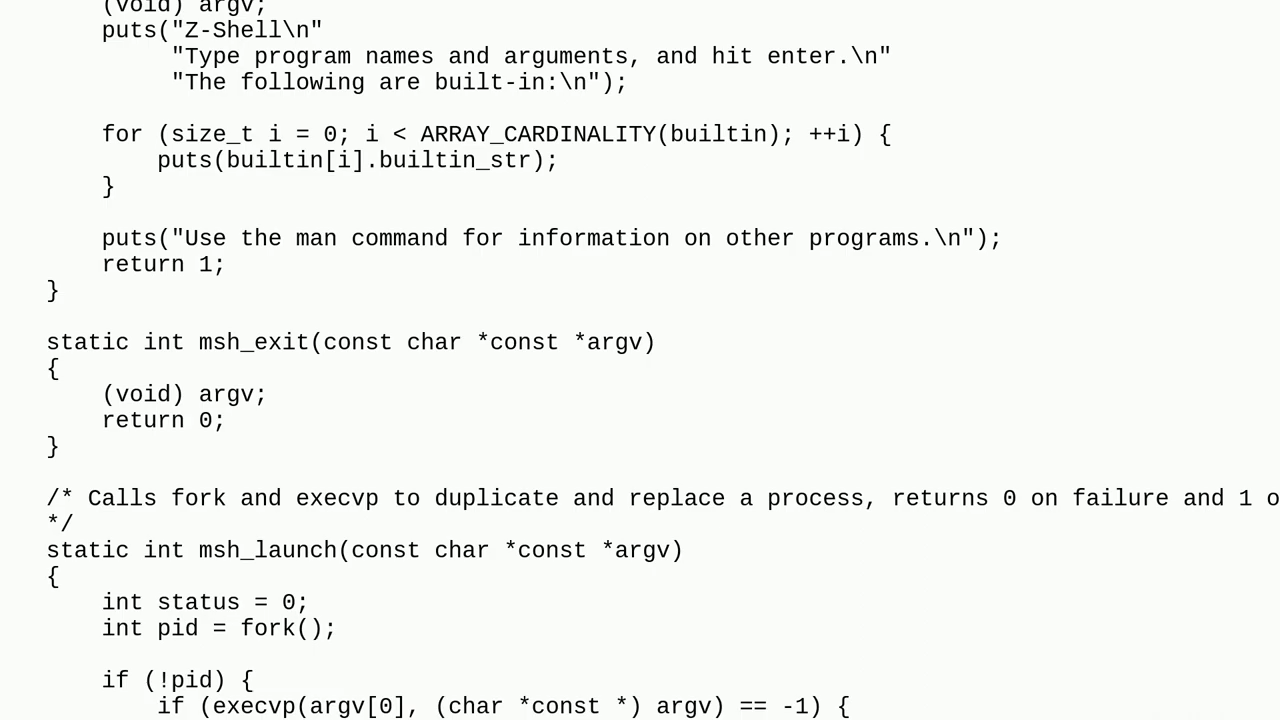 (void) argv;
puts("Z-Shell\n"
"Type program names and arguments, and hit enter.\n"
"The following are built-in:\n");
for (size_t i = 0; i < ARRAY_CARDINALITY(builtin); ++i) {
puts(builtin[i].builtin_str);
}
puts("Use the man command for information on other programs.\n");
return 1;
}
static int msh_exit(const char *const *argv)
{
(void) argv;
return 0;
}
/* Calls fork and execvp to duplicate and replace a process, returns 0 on failure and 1 o
*/
static int msh_launch(const char *const *argv)
{
int status = 0;
int pid = fork();
if (!pid) {
if (execvp(argv[0], (char *const *) argv) == -1) {